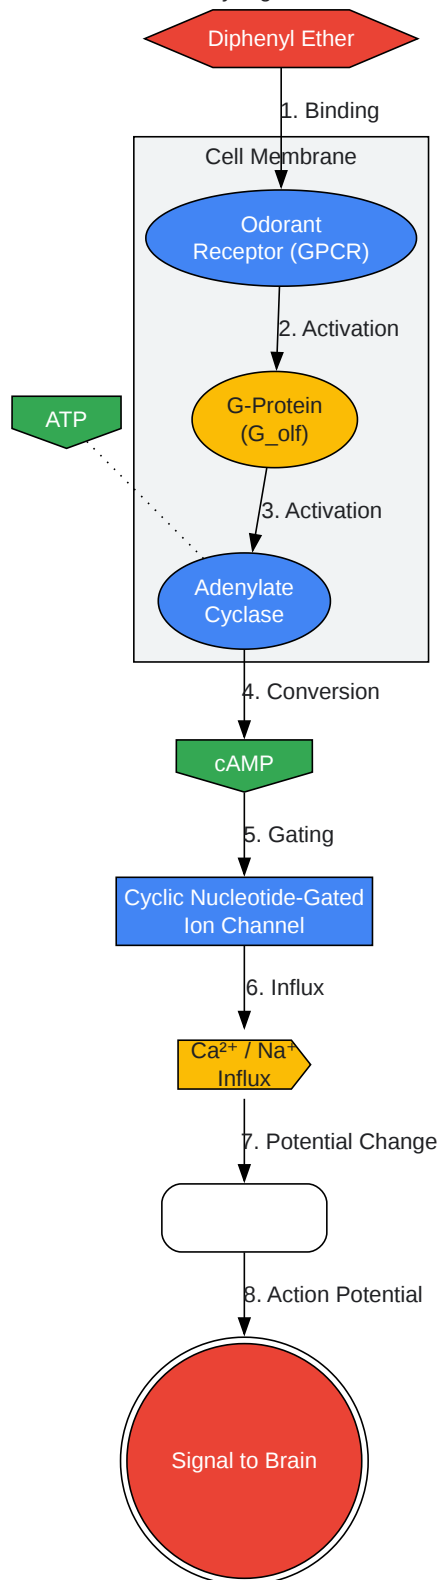 Diphenyl Ether
1. Binding
Cell Membrane
Odorant
Receptor (GPCR)
2. Activation
G-Protein
(G_olf)
ATP
3. Activation
Adenylate
Cyclase
4. Conversion
cAMP
5. Gating
Cyclic Nucleotide-Gated
Ion Channel
6. Influx
Ca²⁺ / Na⁺
Influx
7. Potential Change
8. Action Potential
Signal to Brain